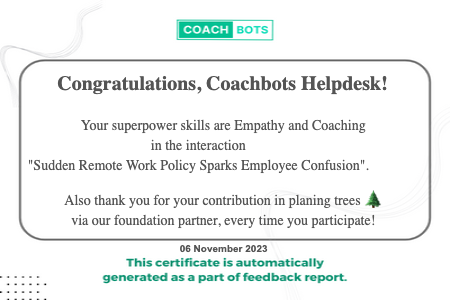 COACH BOTS
Congratulations, Coachbots Helpdesk!
Your superpower skills are Empathy and Coaching
in the interaction
"Sudden Remote Work Policy Sparks Employee Confusion".
Also thank you for your contribution in planing trees 🌲
via our foundation partner, every time you participate!
06 November 2023
This certificate is automatically
generated as a part of feedback report.